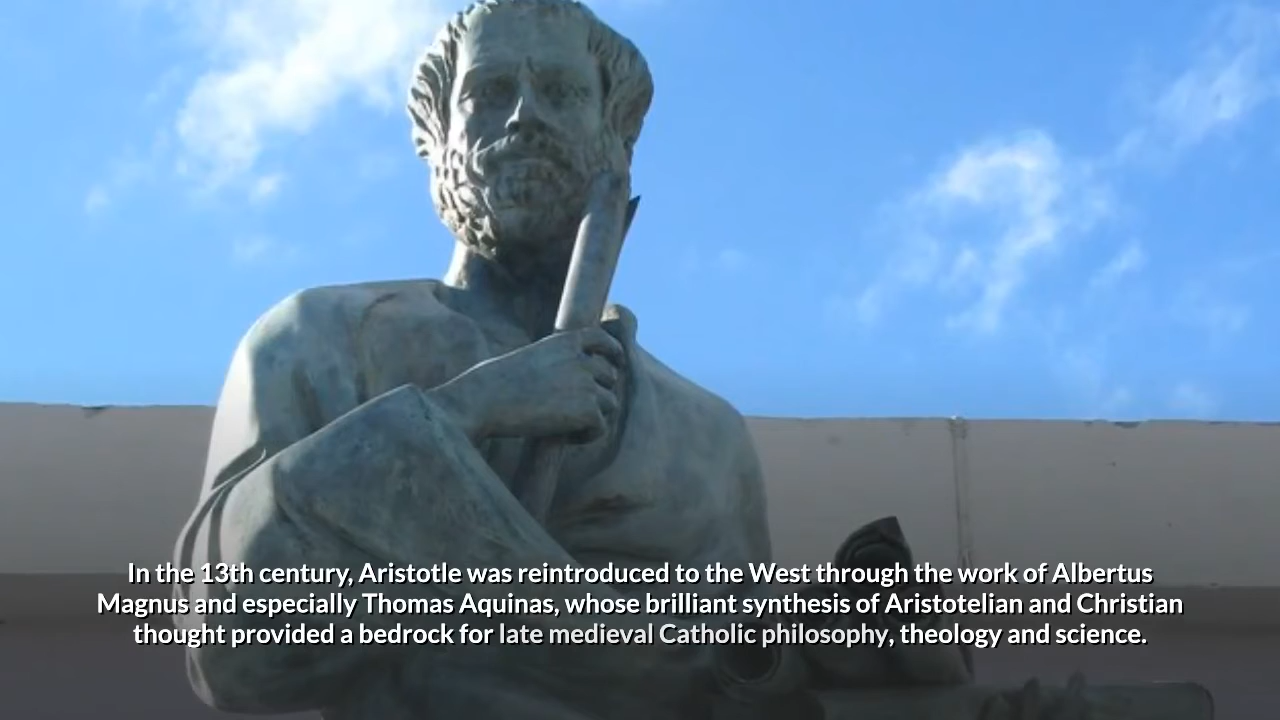 In the 13th century, Aristotle was reintroduced to the West through the work of Albertus
Magnus and especially Thomas Aquinas, whose brilliant synthesis of Aristotelian and Christian
thought provided a bedrock for late medieval Catholic philosophy, theology and science.